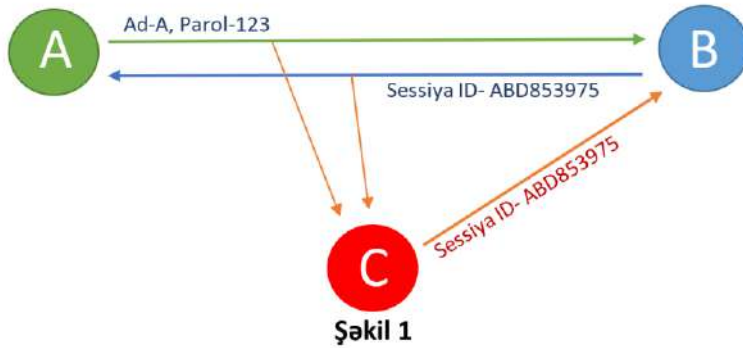 Ad-A, Parol-123
A
B
Sessiya ID- ABD853975
Sessiya ID- ABD853975
C
Şəkil 1